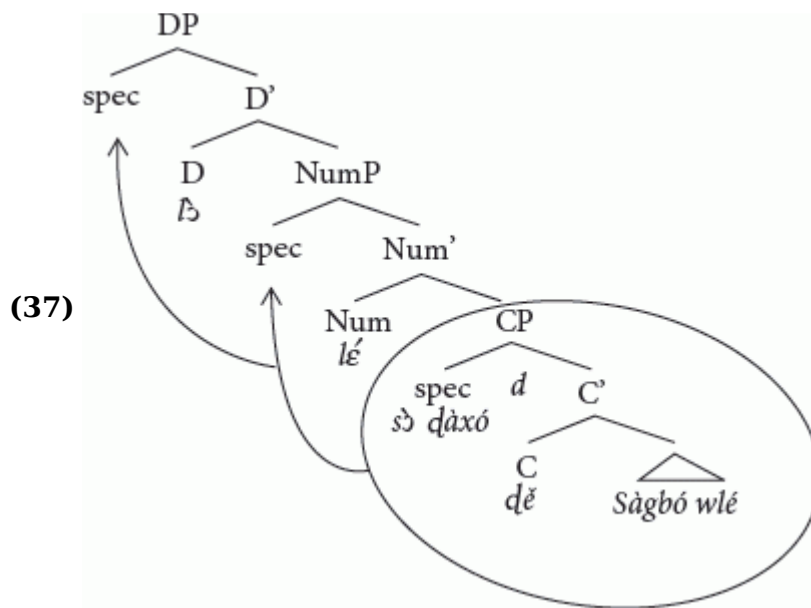 DP
spec D’
D NumP
lɔ̀
spec Num’
(37)
Num CP
lɛ́
spec d C’
sɔ̀ ɖàxó
C
ɖě Sàgbó wlé